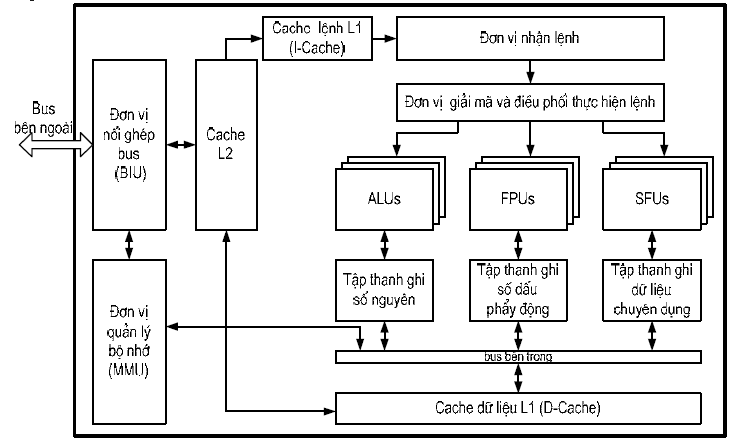 Cache lệnh L1
(I-Cache)
Đơn vị nhận lệnh
Đơn vị giải mã và điều phối thực hiện lệnh
Bus
bên ngoài
Đơn vị
nối ghép
bus
(BIU)
Cache
L2
ALUs
FPUs
SFUs
Tập thanh ghi
số nguyên
Tập thanh ghi
số dấu
phẩy động
Tập thanh ghi
dữ liệu
chuyên dụng
Đơn vị
quản lý
bộ nhớ
(MMU)
bus bên trong
Cache dữ liệu L1 (D-Cache)